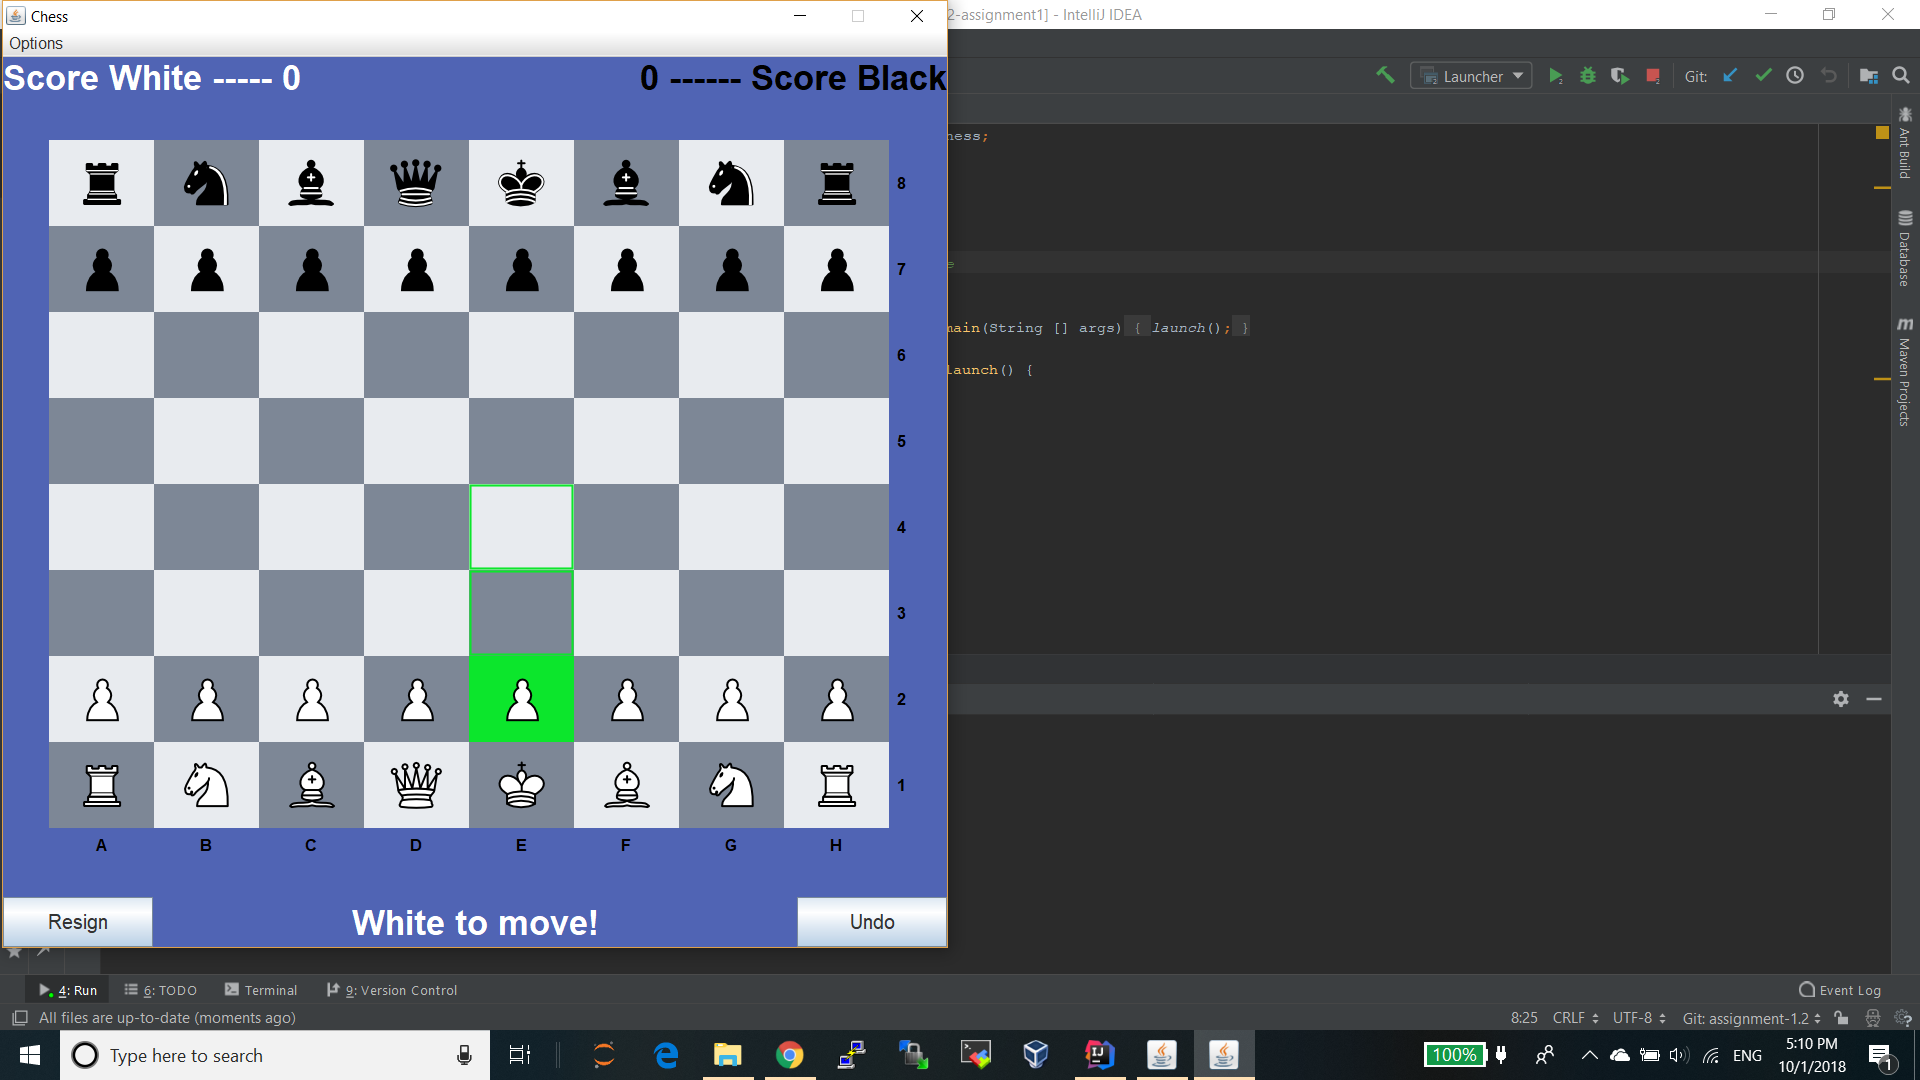 Chess
2-assignment1] - IntelliJ IDEA
Options
Score White ----- 0
0 ------ Score Black
Launcher
Git:
ness;
main(String [] args) { launch(); }
launch() {
Ant Build
Database
Maven Projects
8
7
6
5
4
3
2
1
A B C D E F G H
Resign
White to move!
Undo
4: Run
6: TODO
Terminal
9: Version Control
Event Log
All files are up-to-date (moments ago)
8:25
CRLF
UTF-8
Git: assignment-1.2
Type here to search
100%
ENG
5:10 PM
10/1/2018
1